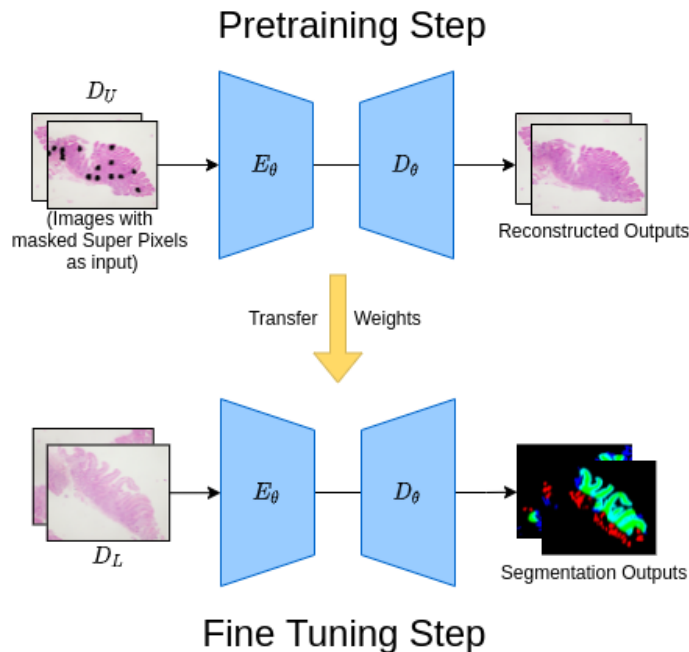 Pretraining Step
D_U
E_θ
D_θ
(Images with
masked Super Pixels
as input)
Reconstructed Outputs
Transfer Weights
E_θ
D_θ
D_L
Segmentation Outputs
Fine Tuning Step